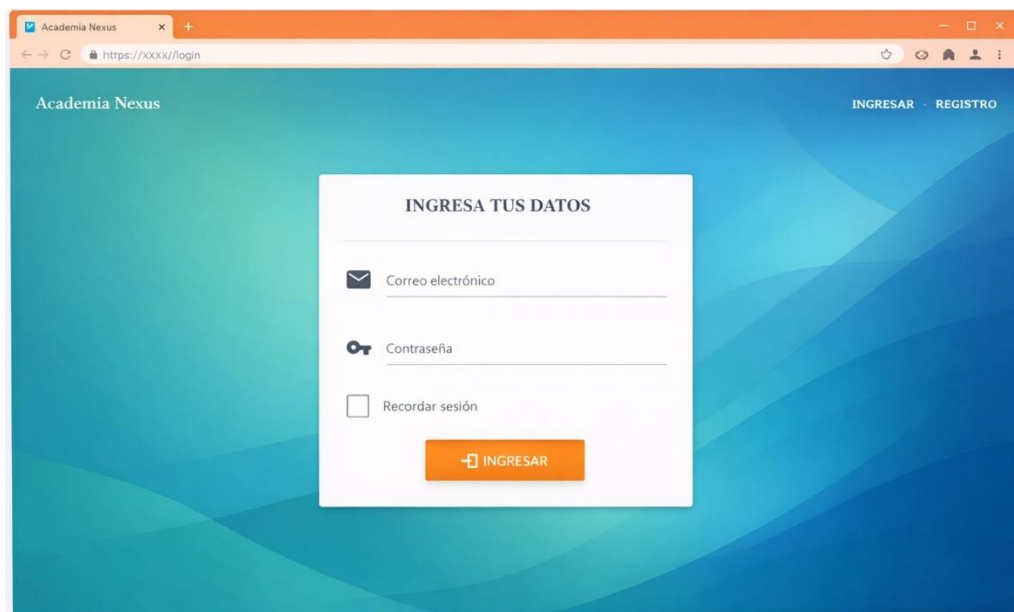 Academia Nexus
https://XXXX//login
Academia Nexus
INGRESAR · REGISTRO
INGRESA TUS DATOS
Correo electrónico
Contraseña
Recordar sesión
INGRESAR